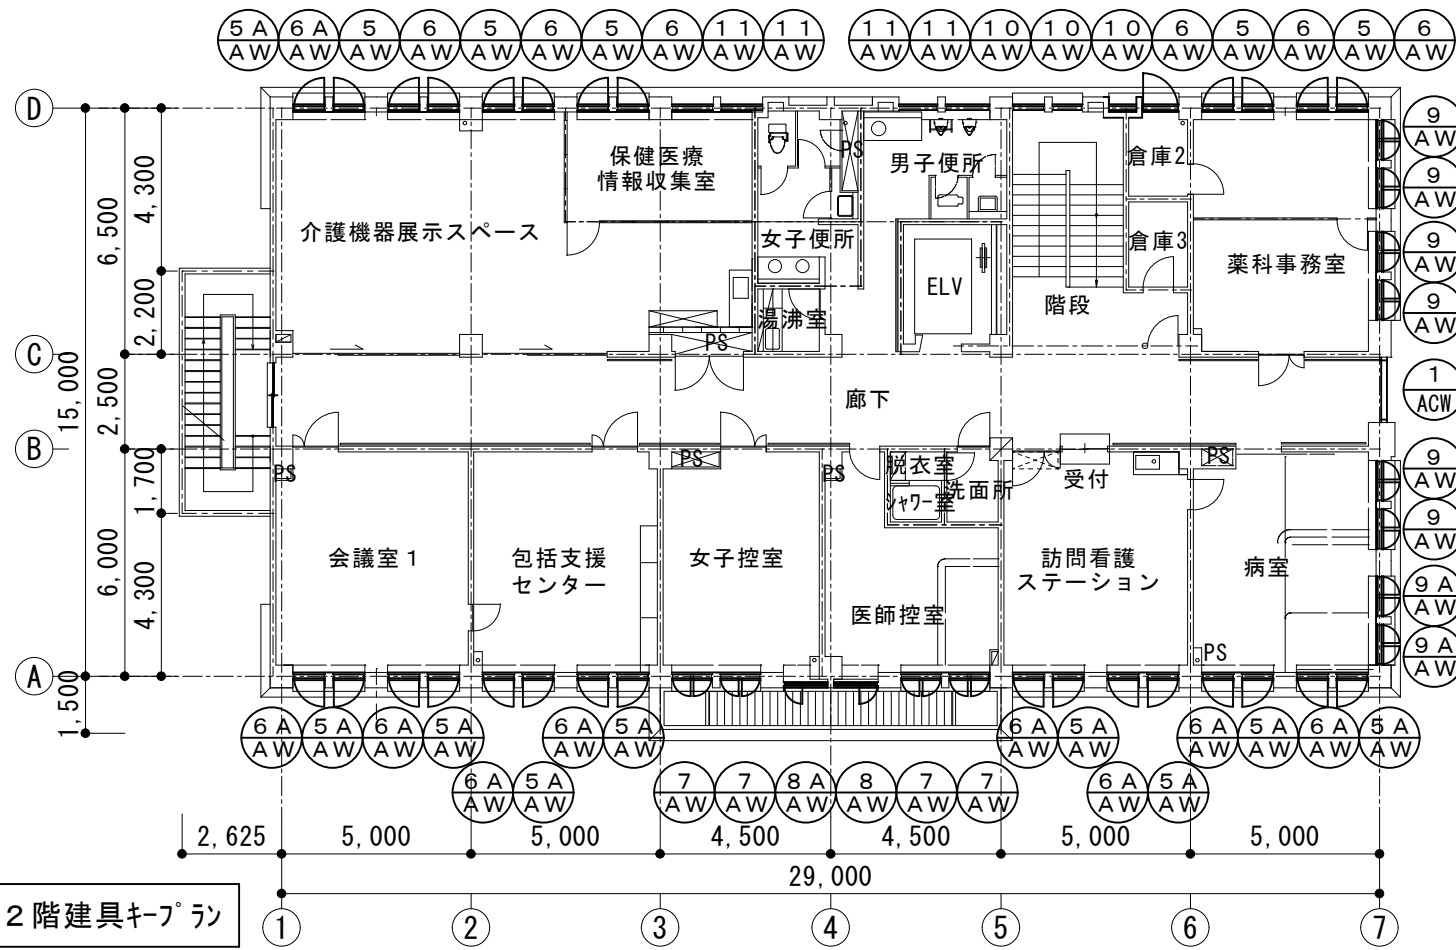 5A 6A 5 6 5 6 5 6 11 11 11 11 10 10 10 6 5 6 5 6
AW AW AW AW AW AW AW AW AW AW AW AW AW AW AW AW AW AW AW AW
D
9
AW
9
AW
9
AW
9
AW
4,300
6,500
2,200
15,000
2,500
1,700
6,000
4,300
1,500
保健医療
情報収集室
PS
男子便所
倉庫2
介護機器展示スペース
女子便所
倉庫3
薬科事務室
ELV
階段
湯沸室
PS
C
1
ACW
廊下
B
PS
PS
PS
脱衣室
シャワー室
洗面所
受付
PS
9
AW
9
AW
9A
AW
9A
AW
会議室1
包括支援
センター
女子控室
医師控室
訪問看護
ステーション
病室
PS
A
6A 5A 6A 5A 6A 5A 6A 5A 6A 5A 6A 5A
AW AW AW AW AW AW AW AW AW AW AW AW
6A 5A 7 7 8A 8 7 7 6A 5A
AW AW AW AW AW AW AW AW AW AW
2,625 5,000 5,000 4,500 4,500 5,000 5,000
29,000
2階建具キープラン
1 2 3 4 5 6 7